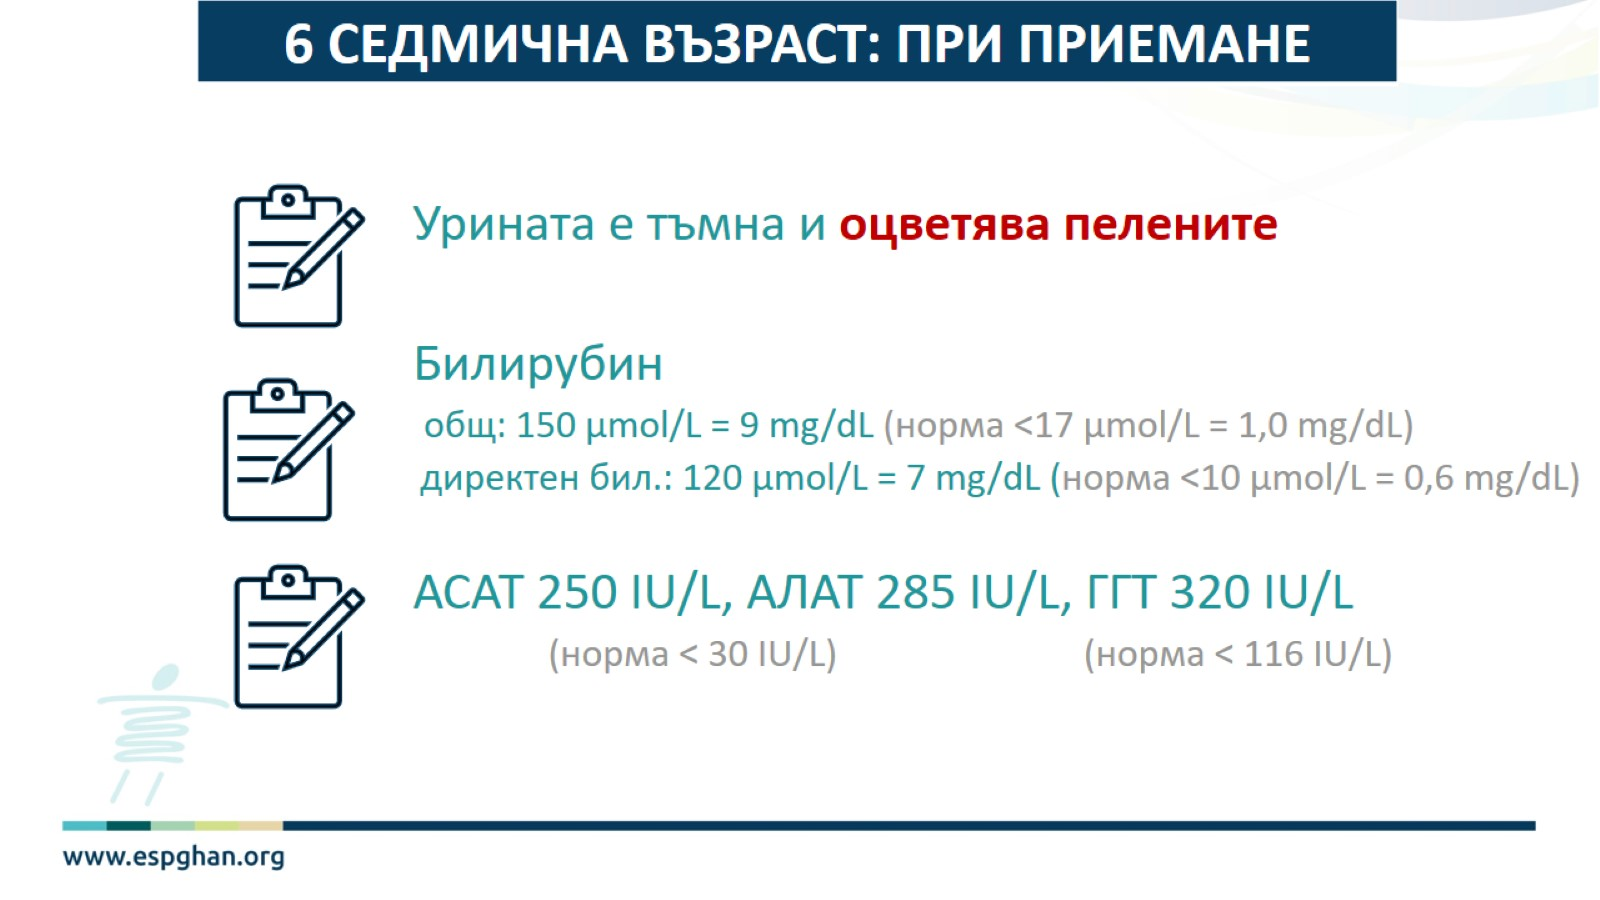 6 СЕДМИЧНА ВЪЗРАСТ: ПРИ ПРИЕМАНЕ
Урината е тъмна и оцветява пелените
Билирубин
общ: 150 µmol/L = 9 mg/dL (норма <17 µmol/L = 1,0 mg/dL)
директен бил.: 120 µmol/L = 7 mg/dL (норма <10 µmol/L = 0,6 mg/dL)
АСАТ 250 IU/L, АЛАТ 285 IU/L, ГГТ 320 IU/L
(норма < 30 IU/L) (норма < 116 IU/L)
www.espghan.org